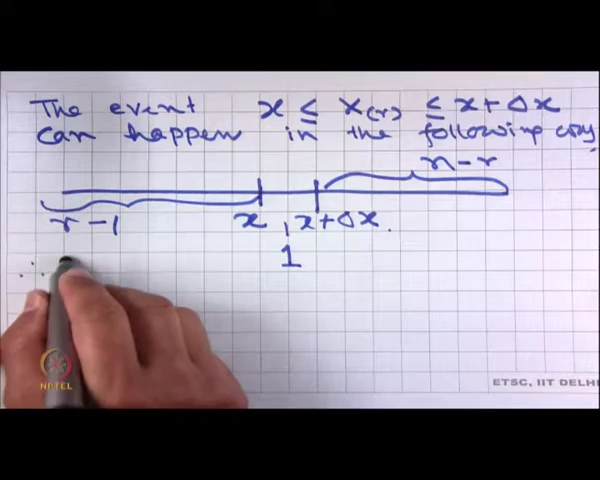 The event x ≤ X(r) ≤ x+Δx
can happen in the following way
n-r
r-1 x , x+Δx.
1
∴
NPTEL
ETSC, IIT DELHI